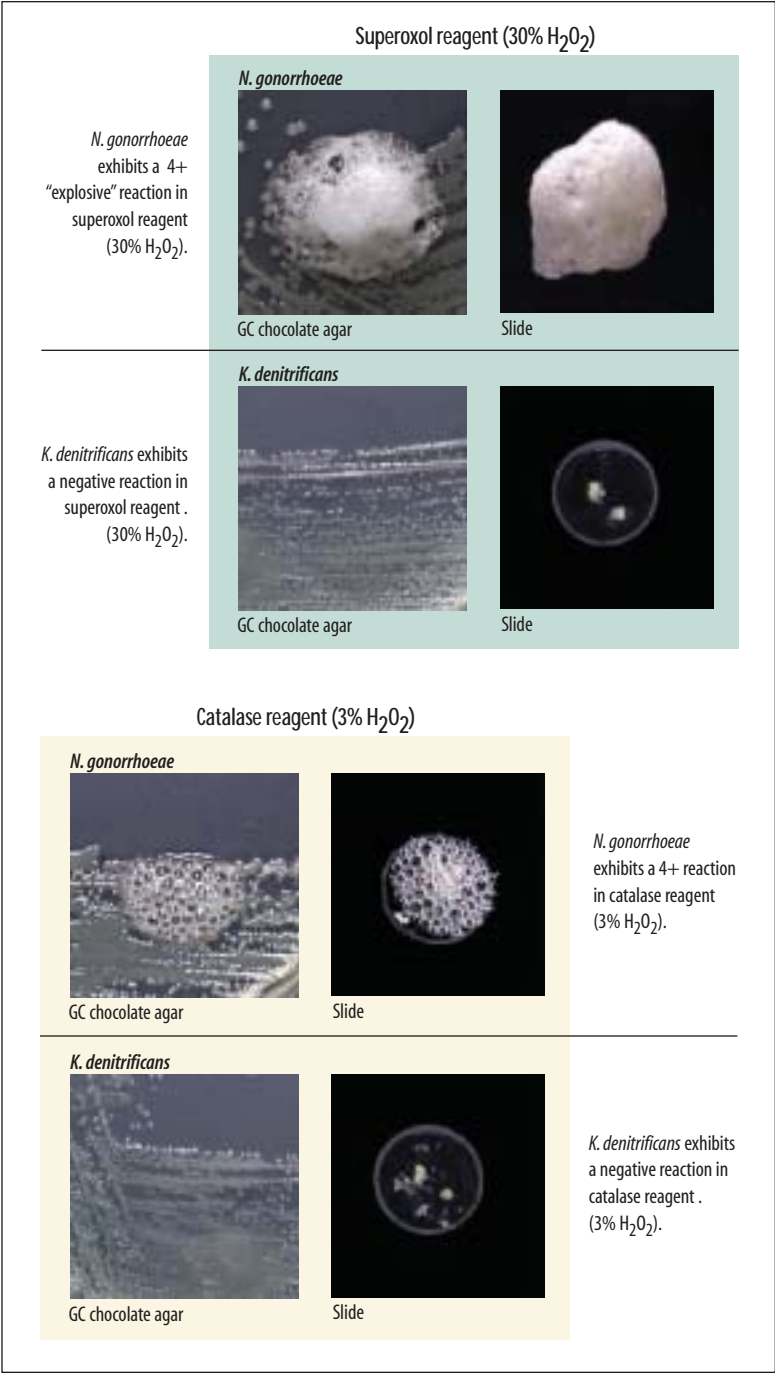 Superoxol reagent (30% H2O2)
N. gonorrhoeae
N. gonorrhoeae
exhibits a 4+
“explosive” reaction in
superoxol reagent
(30% H2O2).
GC chocolate agar
Slide
K. denitrificans
K. denitrificans exhibits
a negative reaction in
superoxol reagent .
(30% H2O2).
GC chocolate agar
Slide
Catalase reagent (3% H2O2)
N. gonorrhoeae
N. gonorrhoeae
exhibits a 4+ reaction
in catalase reagent
(3% H2O2).
GC chocolate agar
Slide
K. denitrificans
K. denitrificans exhibits
a negative reaction in
catalase reagent .
(3% H2O2).
GC chocolate agar
Slide